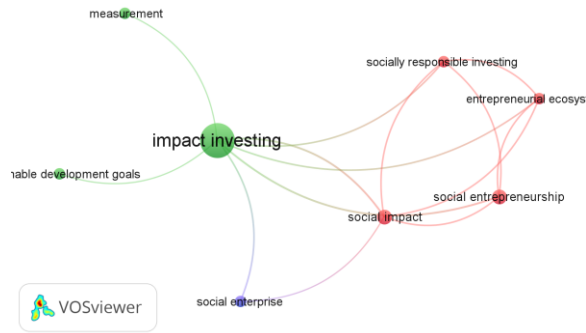 measurement
socially responsible investing
entrepreneurial ecosys
impact investing
nable development goals
social entrepreneurship
social impact
social enterprise
VOSviewer